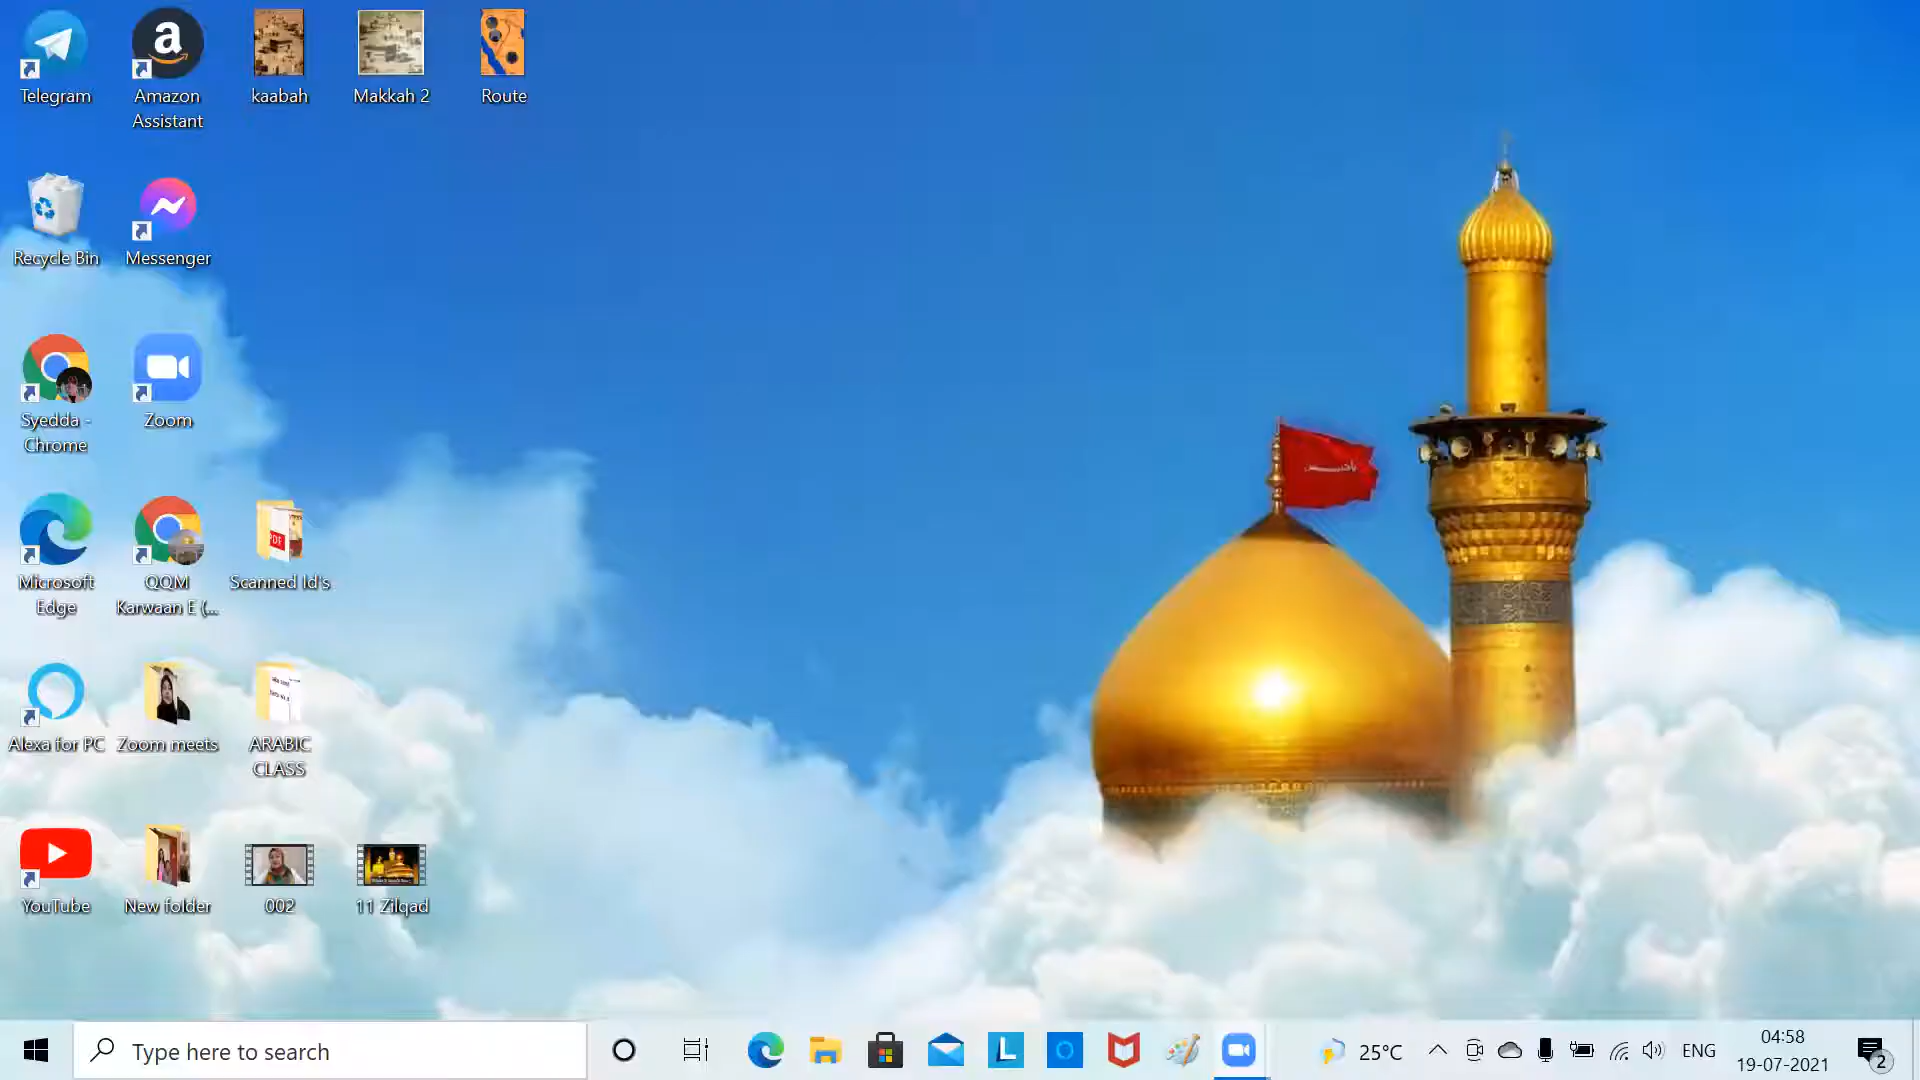 Telegram
Amazon
Assistant
kaabah
Makkah 2
Route
Recycle Bin
Messenger
Syedda -
Chrome
Zoom
Microsoft
Edge
QQM
Karwaan E (...
Scanned Id's
PDF
Alexa for PC
Zoom meets
ARABIC
CLASS
YouTube
New folder
002
11 Zilqad
Type here to search
25°C
ENG
04:58
19-07-2021
2